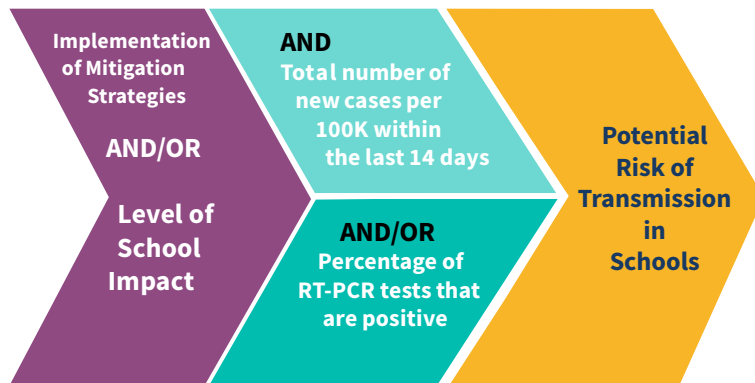 Implementation
of Mitigation
Strategies
AND/OR
Level of
School
Impact
AND
Total number of
new cases per
100K within
the last 14 days
AND/OR
Percentage of
RT-PCR tests that
are positive
Potential
Risk of
Transmission
in
Schools